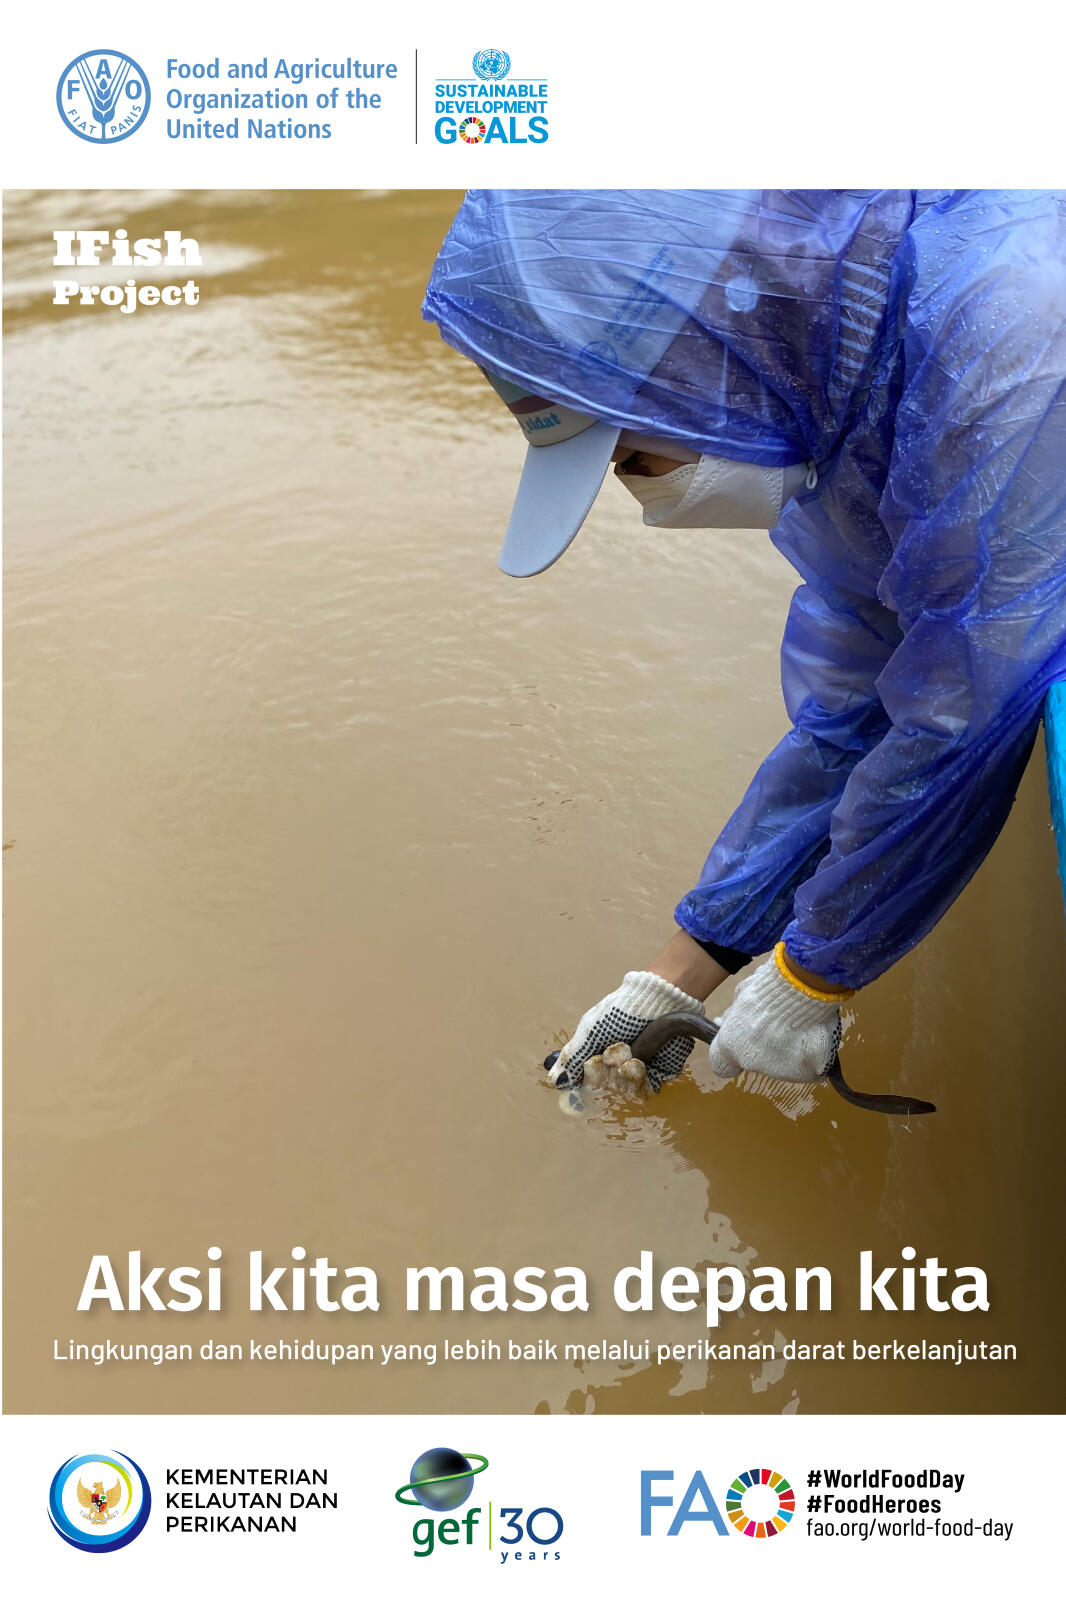 FAO
FIAT PANIS
Food and Agriculture
Organization of the
United Nations
SUSTAINABLE
DEVELOPMENT
GOALS
IFish
Project
sidat
Aksi kita masa depan kita
Lingkungan dan kehidupan yang lebih baik melalui perikanan darat berkelanjutan
KEMENTERIAN
KELAUTAN DAN
PERIKANAN
gef
30
years
FAO
#WorldFoodDay
#FoodHeroes
fao.org/world-food-day